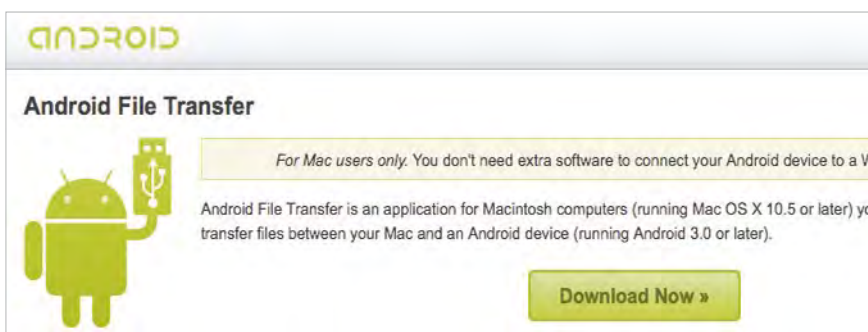 ANDROID
Android File Transfer
For Mac users only. You don't need extra software to connect your Android device to a W
Android File Transfer is an application for Macintosh computers (running Mac OS X 10.5 or later) yo
transfer files between your Mac and an Android device (running Android 3.0 or later).
Download Now »